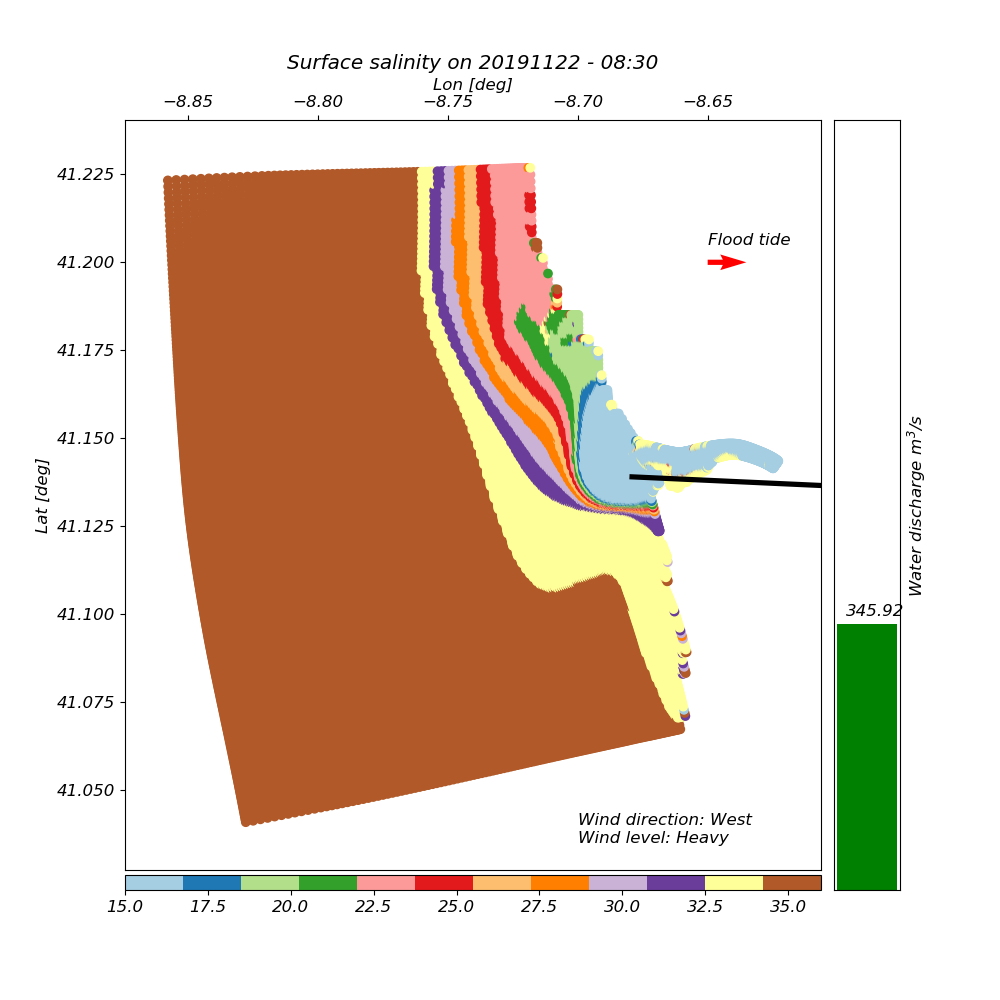 Surface salinity on 20191122 - 08:30
Lon [deg]
−8.85 −8.80 −8.75 −8.70 −8.65
41.225
41.200
41.175
41.150
41.125
41.100
41.075
41.050
Lat [deg]
Flood tide
Wind direction: West
Wind level: Heavy
345.92
Water discharge m³/s
15.0 17.5 20.0 22.5 25.0 27.5 30.0 32.5 35.0